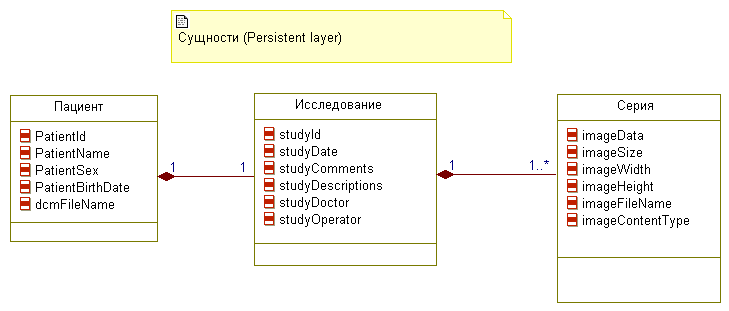 Сущности (Persistent layer)
Пациент
PatientId
PatientName
PatientSex
PatientBirthDate
dcmFileName
1
1
Исследование
studyId
studyDate
studyComments
studyDescriptions
studyDoctor
studyOperator
1
1..*
Серия
imageData
imageSize
imageWidth
imageHeight
imageFileName
imageContentType